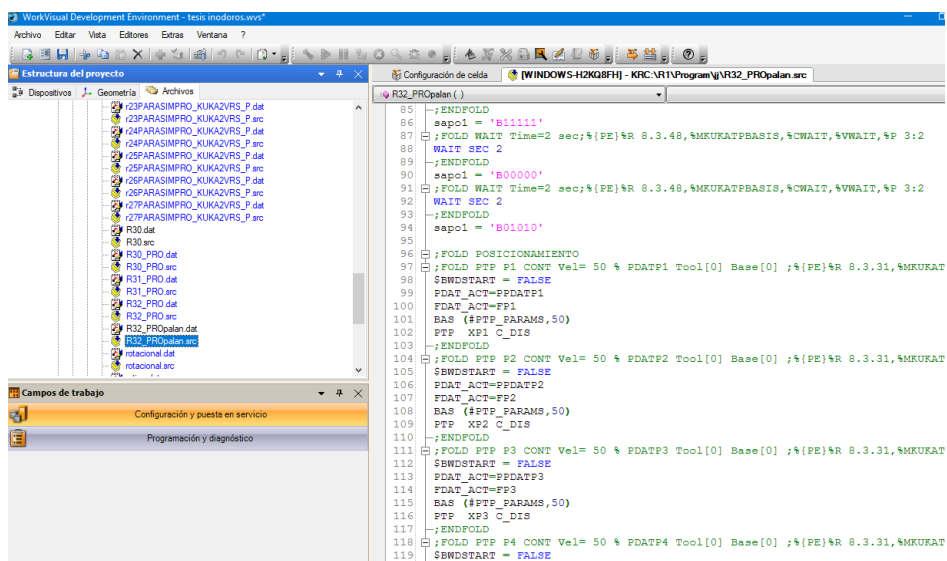 WorkVisual Development Environment - tesis inodoros.wvs*
Archivo Editar Vista Editores Extras Ventana ?
Estructura del proyecto
Dispositivos Geometría Archivos
r23PARASIMPRO_KUKA2VRS_P.dat
r23PARASIMPRO_KUKA2VRS_P.src
r24PARASIMPRO_KUKA2VRS_P.dat
r24PARASIMPRO_KUKA2VRS_P.src
r25PARASIMPRO_KUKA2VRS_P.dat
r25PARASIMPRO_KUKA2VRS_P.src
r26PARASIMPRO_KUKA2VRS_P.dat
r26PARASIMPRO_KUKA2VRS_P.src
r27PARASIMPRO_KUKA2VRS_P.dat
r27PARASIMPRO_KUKA2VRS_P.src
R30.dat
R30.src
R30_PRO.dat
R30_PRO.src
R31_PRO.dat
R31_PRO.src
R32_PRO.dat
R32_PRO.src
R32_PROpalan.dat
R32_PROpalan.src
rotacional.dat
rotacional.src
Campos de trabajo
Configuración y puesta en servicio
Programación y diagnóstico
Configuración de celda [WINDOWS-H2KQ8FH] - KRC:\R1\Program\jj\R32_PROpalan.src
R32_PROpalan ( )
85 ;ENDFOLD
86 sapo1 = 'B11111'
87 ;FOLD WAIT Time=2 sec;%{PE}%R 8.3.48,%MKUKATPBASIS,%CWAIT,%VWAIT,%P 3:2
88 WAIT SEC 2
89 ;ENDFOLD
90 sapo1 = 'B00000'
91 ;FOLD WAIT Time=2 sec;%{PE}%R 8.3.48,%MKUKATPBASIS,%CWAIT,%VWAIT,%P 3:2
92 WAIT SEC 2
93 ;ENDFOLD
94 sapo1 = 'B01010'
95
96 ;FOLD POSICIONAMIENTO
97 ;FOLD PTP P1 CONT Vel= 50 % PDATP1 Tool[0] Base[0] ;%{PE}%R 8.3.31,%MKUKAT
98 $BWDSTART = FALSE
99 PDAT_ACT=PPDATP1
100 FDAT_ACT=FP1
101 BAS (#PTP_PARAMS,50)
102 PTP XP1 C_DIS
103 ;ENDFOLD
104 ;FOLD PTP P2 CONT Vel= 50 % PDATP2 Tool[0] Base[0] ;%{PE}%R 8.3.31,%MKUKAT
105 $BWDSTART = FALSE
106 PDAT_ACT=PPDATP2
107 FDAT_ACT=FP2
108 BAS (#PTP_PARAMS,50)
109 PTP XP2 C_DIS
110 ;ENDFOLD
111 ;FOLD PTP P3 CONT Vel= 50 % PDATP3 Tool[0] Base[0] ;%{PE}%R 8.3.31,%MKUKAT
112 $BWDSTART = FALSE
113 PDAT_ACT=PPDATP3
114 FDAT_ACT=FP3
115 BAS (#PTP_PARAMS,50)
116 PTP XP3 C_DIS
117 ;ENDFOLD
118 ;FOLD PTP P4 CONT Vel= 50 % PDATP4 Tool[0] Base[0] ;%{PE}%R 8.3.31,%MKUKAT
119 $BWDSTART = FALSE